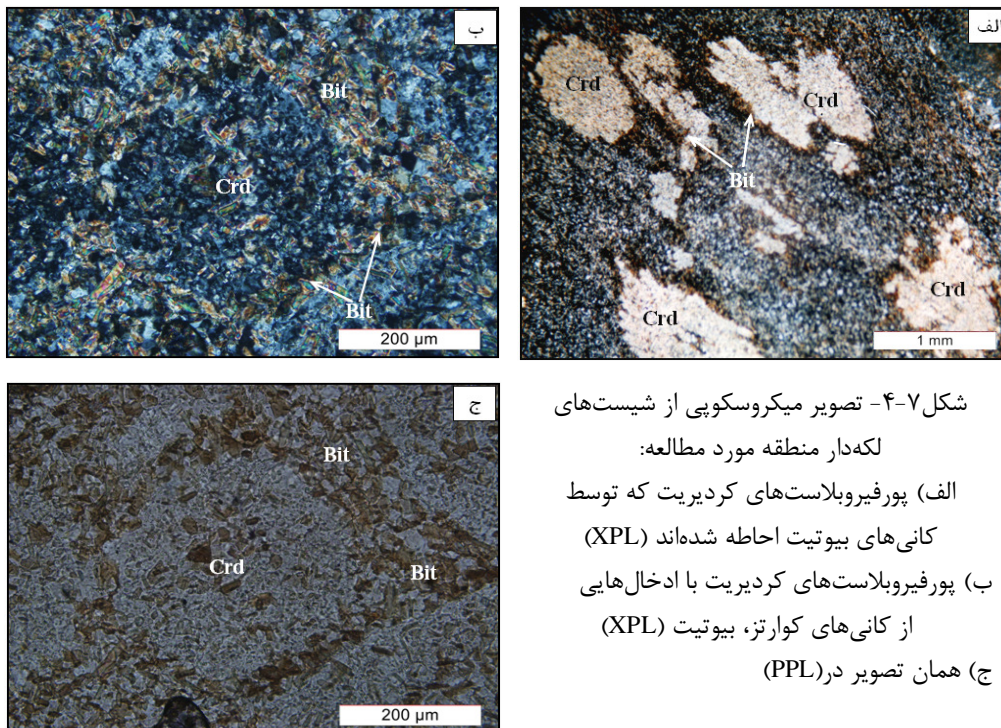 الف
Crd
Crd
Bit
Crd
Crd
1 mm
ب
Bit
Crd
Bit
200 µm
ج
Bit
Crd
Bit
200 µm
شکل۷-۴- تصویر میکروسکوپی از شیست‌های
لکه‌دار منطقه مورد مطالعه:
الف) پورفیروبلاست‌های کردیریت که توسط
کانی‌های بیوتیت احاطه شده‌اند (XPL)
ب) پورفیروبلاست‌های کردیریت با ادخال‌هایی
از کانی‌های کوارتز، بیوتیت (XPL)
ج) همان تصویر در(PPL)